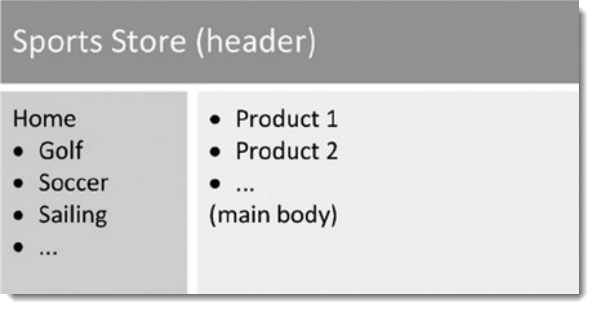 Sports Store (header)
Home
• Golf
• Soccer
• Sailing
• ...
• Product 1
• Product 2
• ...
(main body)